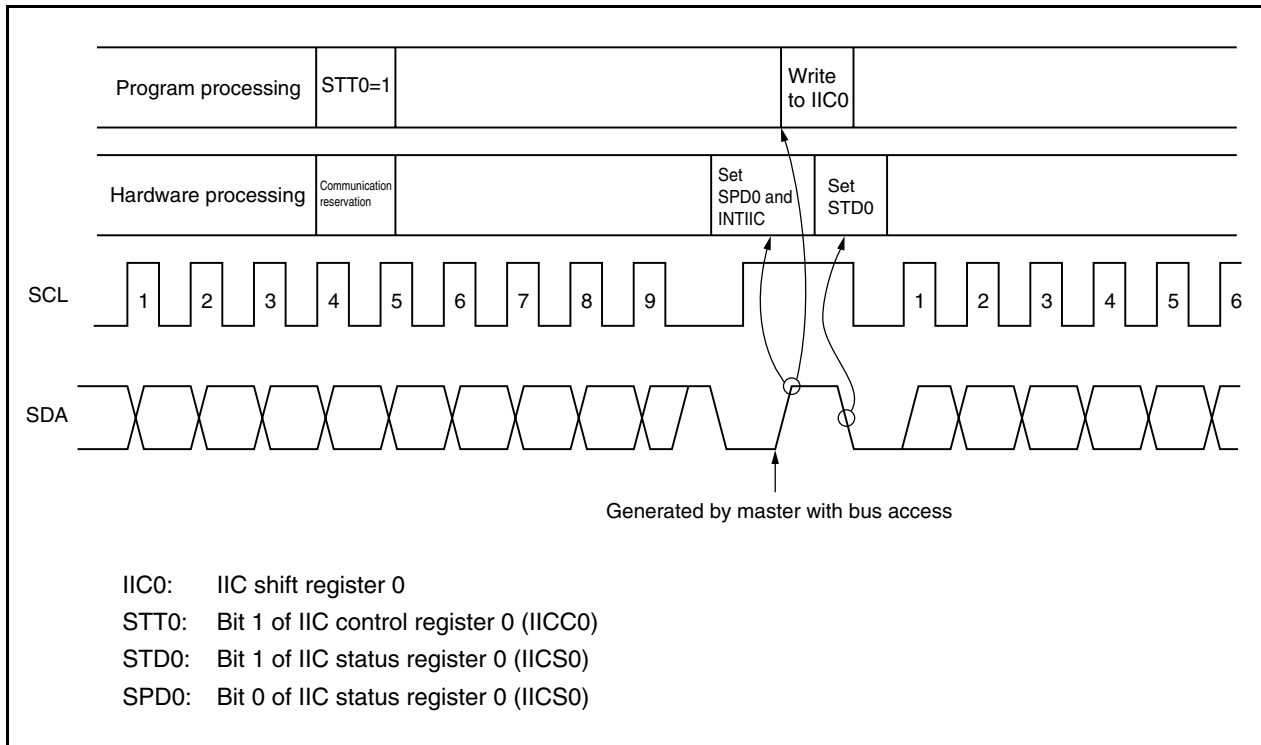 Program processing
STT0=1
Write
to IIC0
Hardware processing
Communication
reservation
Set
SPD0 and
INTIIC
Set
STD0
SCL
1 2 3 4 5 6 7 8 9 1 2 3 4 5 6
SDA
Generated by master with bus access
IIC0: IIC shift register 0
STT0: Bit 1 of IIC control register 0 (IICC0)
STD0: Bit 1 of IIC status register 0 (IICS0)
SPD0: Bit 0 of IIC status register 0 (IICS0)